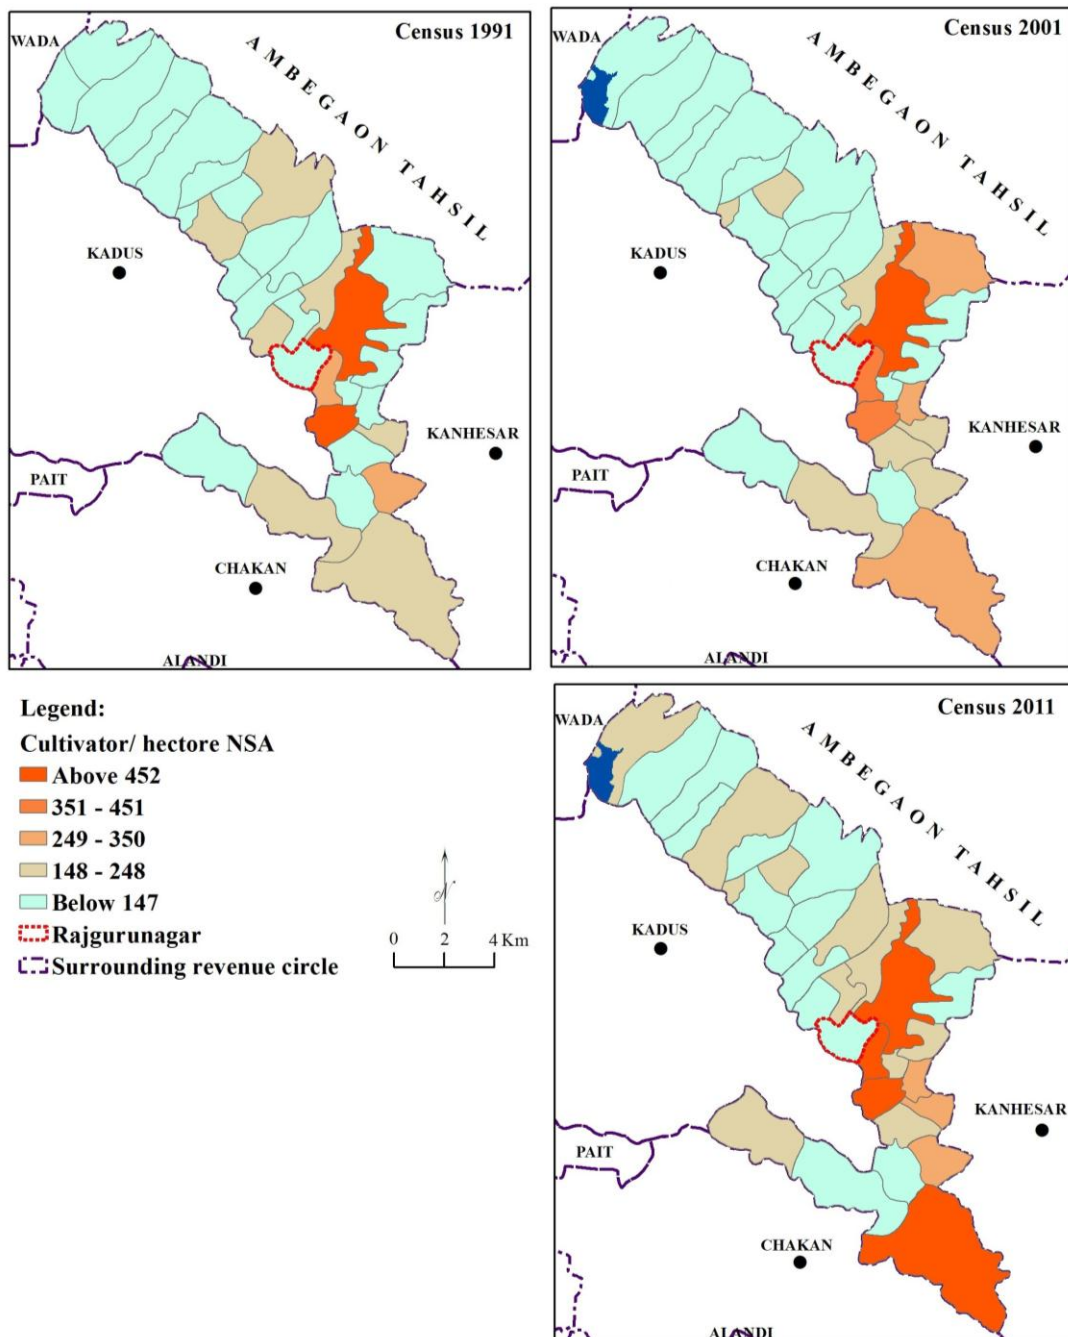 Census 1991
WADA
AMBEGAON TAHSIL
KADUS
KANHESAR
PAIT
CHAKAN
ALANDI
Census 2001
WADA
AMBEGAON TAHSIL
KADUS
KANHESAR
PAIT
CHAKAN
ALANDI
Legend:
Cultivator/ hectore NSA
Above 452
351 - 451
249 - 350
148 - 248
Below 147
Rajgurunagar
Surrounding revenue circle
N
0 2 4 Km
Census 2011
WADA
AMBEGAON TAHSIL
KADUS
KANHESAR
PAIT
CHAKAN
ALANDI